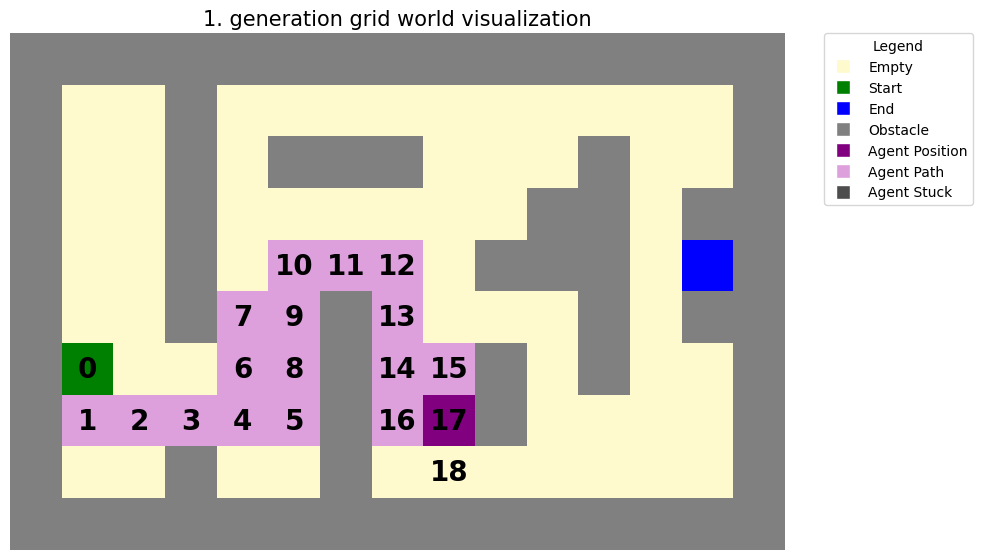 1. generation grid world visualization
Legend
Empty
Start
End
Obstacle
Agent Position
Agent Path
Agent Stuck
10 11 12
7 9 13
0 6 8 14 15
1 2 3 4 5 16 17
18